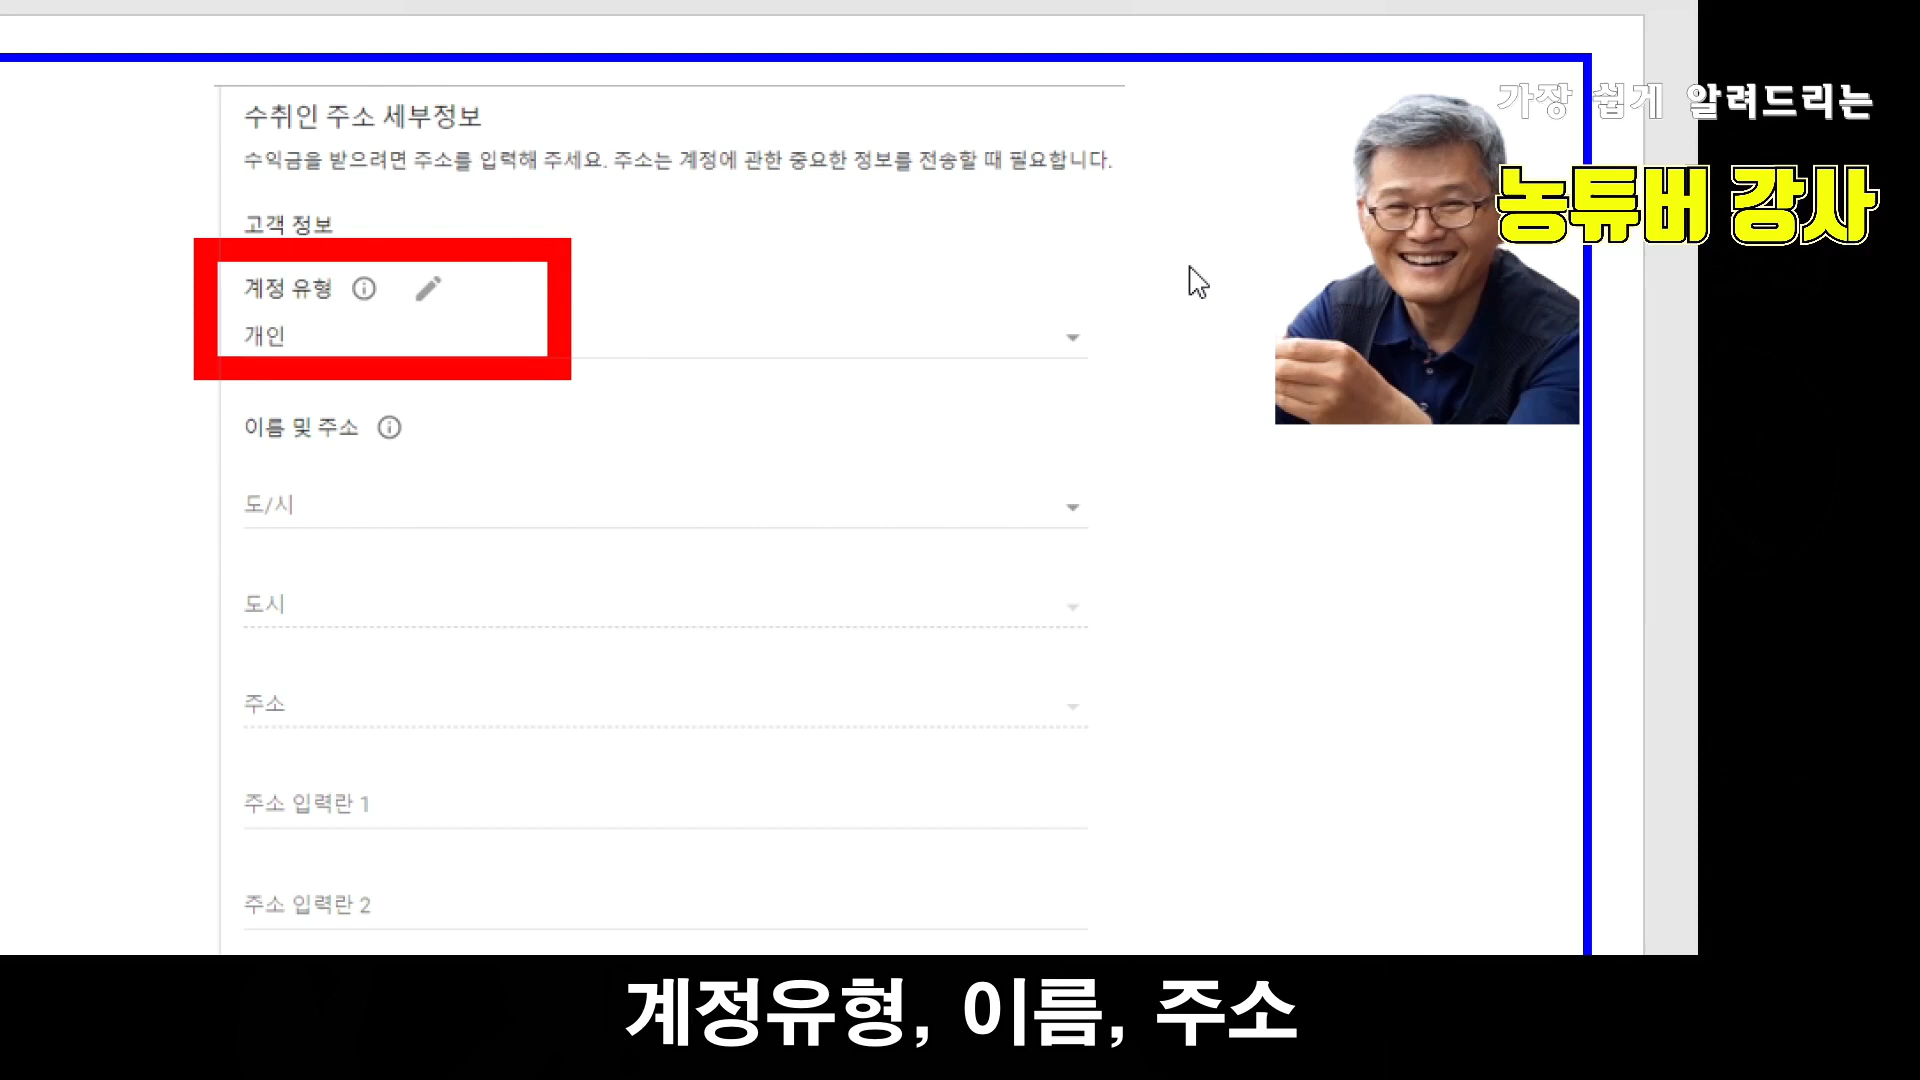 수취인 주소 세부정보
수익금을 받으려면 주소를 입력해 주세요. 주소는 계정에 관한 중요한 정보를 전송할 때 필요합니다.
고객 정보
계정 유형
개인
이름 및 주소
도/시
도시
주소
주소 입력란 1
주소 입력란 2
가장 쉽게 알려드리는
농튜버 강사
계정유형, 이름, 주소